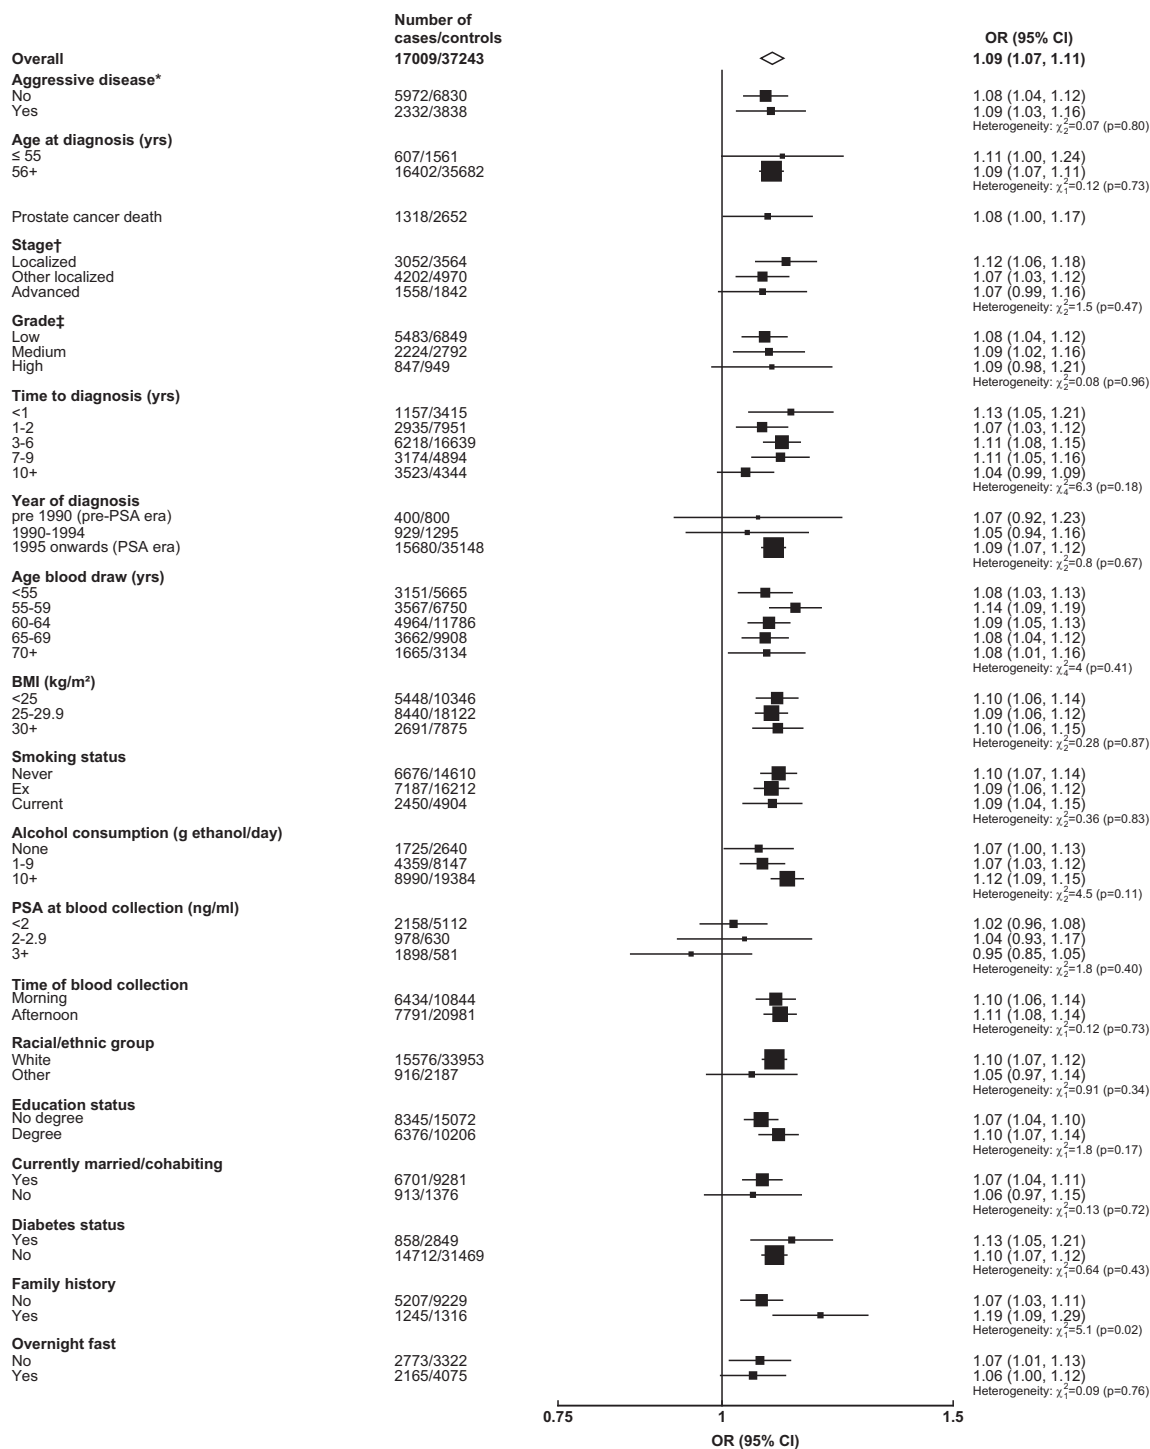 Number of
cases/controls OR (95% CI)
Overall 17009/37243 1.09 (1.07, 1.11)
Aggressive disease*
No 5972/6830 1.08 (1.04, 1.12)
Yes 2332/3838 1.09 (1.03, 1.16)
Heterogeneity: χ²₂=0.07 (p=0.80)
Age at diagnosis (yrs)
≤ 55 607/1561 1.11 (1.00, 1.24)
56+ 16402/35682 1.09 (1.07, 1.11)
Heterogeneity: χ²₁=0.12 (p=0.73)
Prostate cancer death 1318/2652 1.08 (1.00, 1.17)
Stage†
Localized 3052/3564 1.12 (1.06, 1.18)
Other localized 4202/4970 1.07 (1.03, 1.12)
Advanced 1558/1842 1.07 (0.99, 1.16)
Heterogeneity: χ²₂=1.5 (p=0.47)
Grade‡
Low 5483/6849 1.08 (1.04, 1.12)
Medium 2224/2792 1.09 (1.02, 1.16)
High 847/949 1.09 (0.98, 1.21)
Heterogeneity: χ²₂=0.08 (p=0.96)
Time to diagnosis (yrs)
<1 1157/3415 1.13 (1.05, 1.21)
1-2 2935/7951 1.07 (1.03, 1.12)
3-6 6218/16639 1.11 (1.08, 1.15)
7-9 3174/4894 1.11 (1.05, 1.16)
10+ 3523/4344 1.04 (0.99, 1.09)
Heterogeneity: χ²₄=6.3 (p=0.18)
Year of diagnosis
pre 1990 (pre-PSA era) 400/800 1.07 (0.92, 1.23)
1990-1994 929/1295 1.05 (0.94, 1.16)
1995 onwards (PSA era) 15680/35148 1.09 (1.07, 1.12)
Heterogeneity: χ²₂=0.8 (p=0.67)
Age blood draw (yrs)
<55 3151/5665 1.08 (1.03, 1.13)
55-59 3567/6750 1.14 (1.09, 1.19)
60-64 4964/11786 1.09 (1.05, 1.13)
65-69 3662/9908 1.08 (1.04, 1.12)
70+ 1665/3134 1.08 (1.01, 1.16)
Heterogeneity: χ²₄=4 (p=0.41)
BMI (kg/m²)
<25 5448/10346 1.10 (1.06, 1.14)
25-29.9 8440/18122 1.09 (1.06, 1.12)
30+ 2691/7875 1.10 (1.06, 1.15)
Heterogeneity: χ²₂=0.28 (p=0.87)
Smoking status
Never 6676/14610 1.10 (1.07, 1.14)
Ex 7187/16212 1.09 (1.06, 1.12)
Current 2450/4904 1.09 (1.04, 1.15)
Heterogeneity: χ²₂=0.36 (p=0.83)
Alcohol consumption (g ethanol/day)
None 1725/2640 1.07 (1.00, 1.13)
1-9 4359/8147 1.07 (1.03, 1.12)
10+ 8990/19384 1.12 (1.09, 1.15)
Heterogeneity: χ²₂=4.5 (p=0.11)
PSA at blood collection (ng/ml)
<2 2158/5112 1.02 (0.96, 1.08)
2-2.9 978/630 1.04 (0.93, 1.17)
3+ 1898/581 0.95 (0.85, 1.05)
Heterogeneity: χ²₂=1.8 (p=0.40)
Time of blood collection
Morning 6434/10844 1.10 (1.06, 1.14)
Afternoon 7791/20981 1.11 (1.08, 1.14)
Heterogeneity: χ²₁=0.12 (p=0.73)
Racial/ethnic group
White 15576/33953 1.10 (1.07, 1.12)
Other 916/2187 1.05 (0.97, 1.14)
Heterogeneity: χ²₁=0.91 (p=0.34)
Education status
No degree 8345/15072 1.07 (1.04, 1.10)
Degree 6376/10206 1.10 (1.07, 1.14)
Heterogeneity: χ²₁=1.8 (p=0.17)
Currently married/cohabiting
Yes 6701/9281 1.07 (1.04, 1.11)
No 913/1376 1.06 (0.97, 1.15)
Heterogeneity: χ²₁=0.13 (p=0.72)
Diabetes status
Yes 858/2849 1.13 (1.05, 1.21)
No 14712/31469 1.10 (1.07, 1.12)
Heterogeneity: χ²₁=0.64 (p=0.43)
Family history
No 5207/9229 1.07 (1.03, 1.11)
Yes 1245/1316 1.19 (1.09, 1.29)
Heterogeneity: χ²₁=5.1 (p=0.02)
Overnight fast
No 2773/3322 1.07 (1.01, 1.13)
Yes 2165/4075 1.06 (1.00, 1.12)
Heterogeneity: χ²₁=0.09 (p=0.76)
0.75 1 1.5
OR (95% CI)